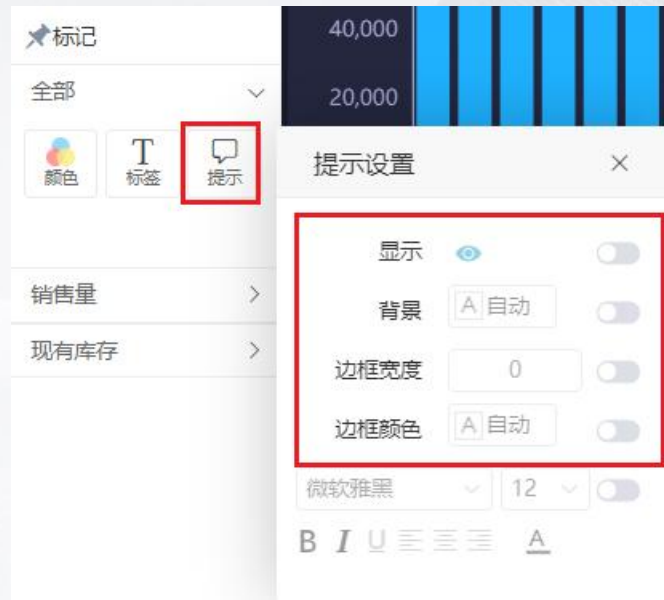 标记
全部
颜色
T
标签
提示
销售量
现有库存
40,000
20,000
提示设置
显示
背景 A 自动
边框宽度 0
边框颜色 A 自动
微软雅黑 12
B I U A